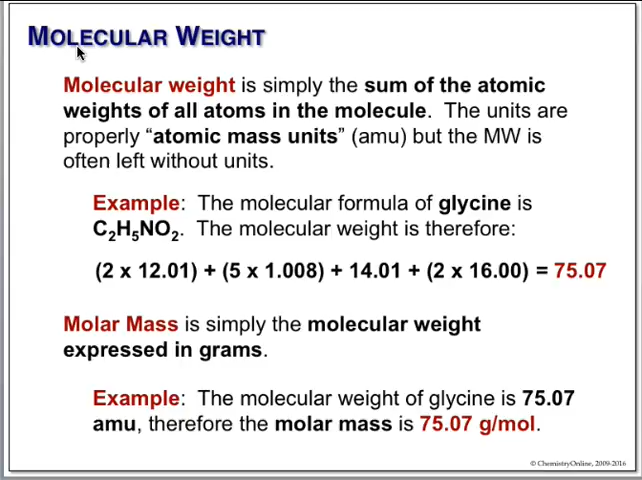 MOLECULAR WEIGHT
Molecular weight is simply the sum of the atomic
weights of all atoms in the molecule. The units are
properly “atomic mass units” (amu) but the MW is
often left without units.
Example: The molecular formula of glycine is
C₂H₅NO₂. The molecular weight is therefore:
(2 x 12.01) + (5 x 1.008) + 14.01 + (2 x 16.00) = 75.07
Molar Mass is simply the molecular weight
expressed in grams.
Example: The molecular weight of glycine is 75.07
amu, therefore the molar mass is 75.07 g/mol.
© ChemistryOnline, 2009-2016